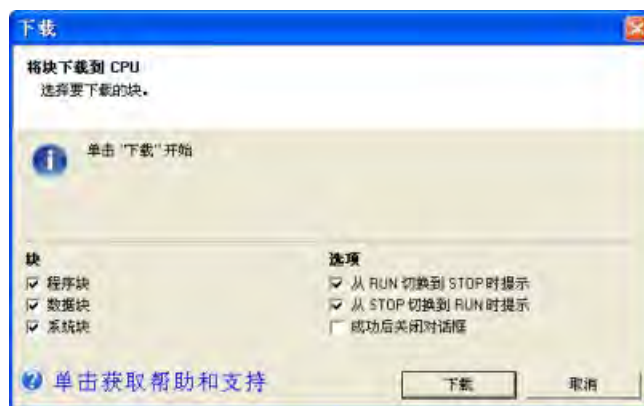 下载
将块下载到 CPU
选择要下载的块。
单击 "下载" 开始
块
程序块
数据块
系统块
选项
从 RUN 切换到 STOP 时提示
从 STOP 切换到 RUN 时提示
成功后关闭对话框
单击获取帮助和支持
下载
取消